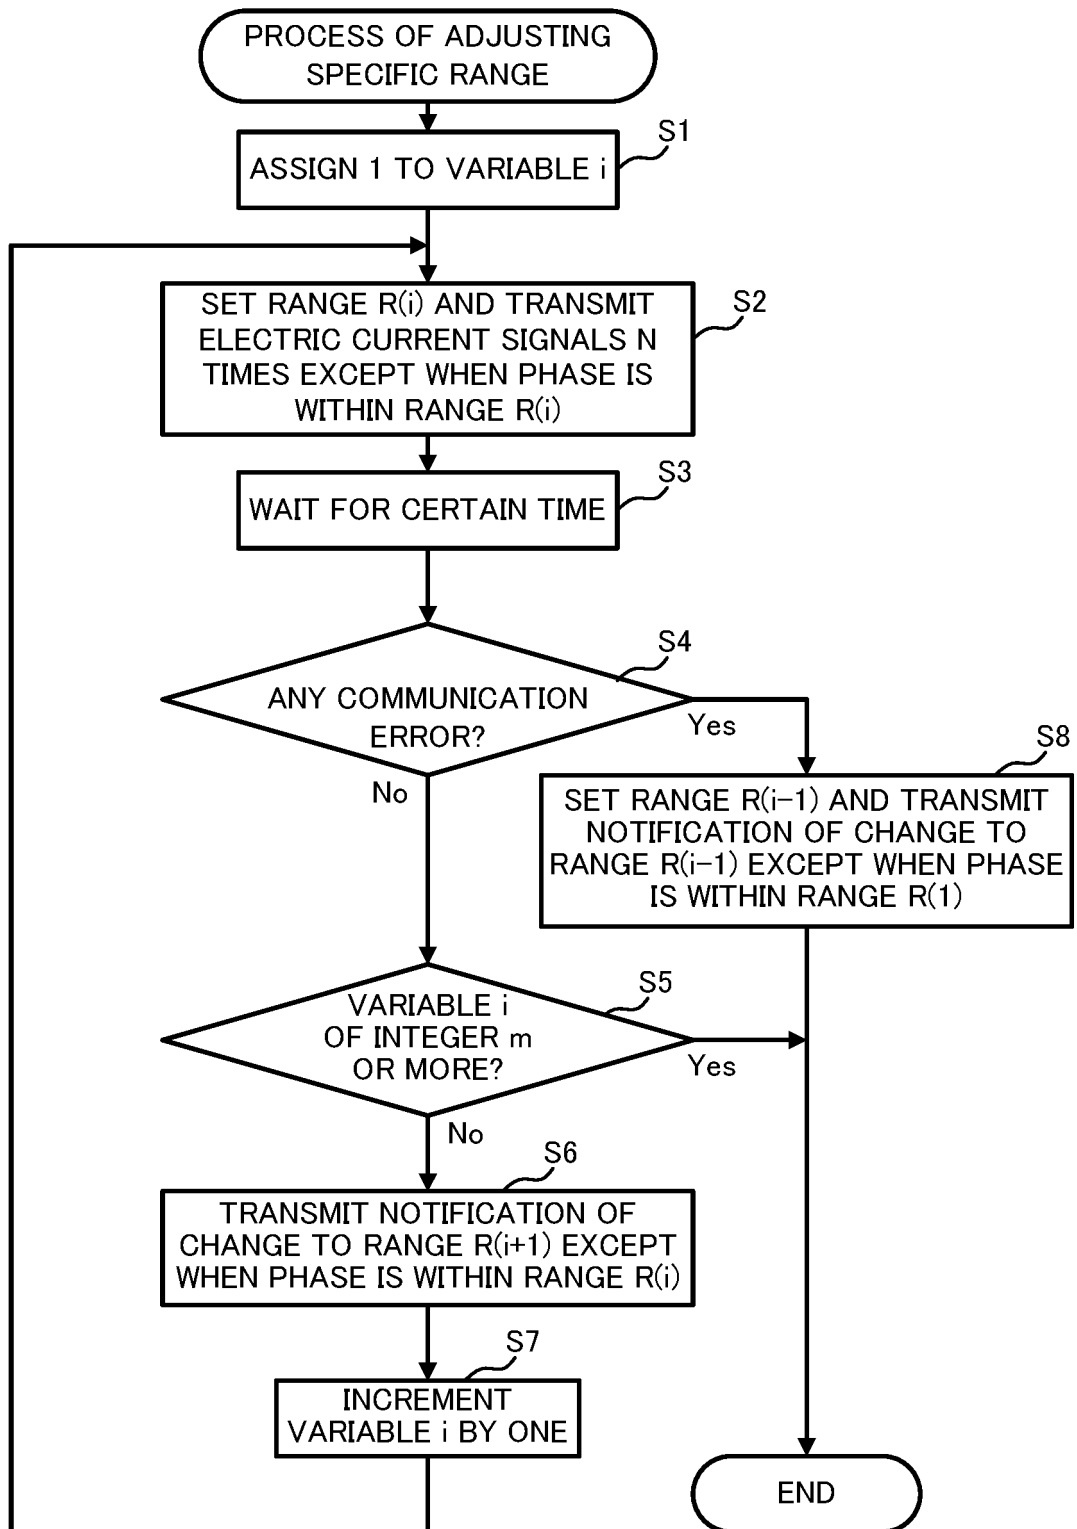 PROCESS OF ADJUSTING
SPECIFIC RANGE
S1
ASSIGN 1 TO VARIABLE i
S2
SET RANGE R(i) AND TRANSMIT
ELECTRIC CURRENT SIGNALS N
TIMES EXCEPT WHEN PHASE IS
WITHIN RANGE R(i)
S3
WAIT FOR CERTAIN TIME
S4
ANY COMMUNICATION
ERROR?
Yes
No
S8
SET RANGE R(i-1) AND TRANSMIT
NOTIFICATION OF CHANGE TO
RANGE R(i-1) EXCEPT WHEN PHASE
IS WITHIN RANGE R(1)
S5
VARIABLE i
OF INTEGER m
OR MORE?
Yes
No
S6
TRANSMIT NOTIFICATION OF
CHANGE TO RANGE R(i+1) EXCEPT
WHEN PHASE IS WITHIN RANGE R(i)
S7
INCREMENT
VARIABLE i BY ONE
END